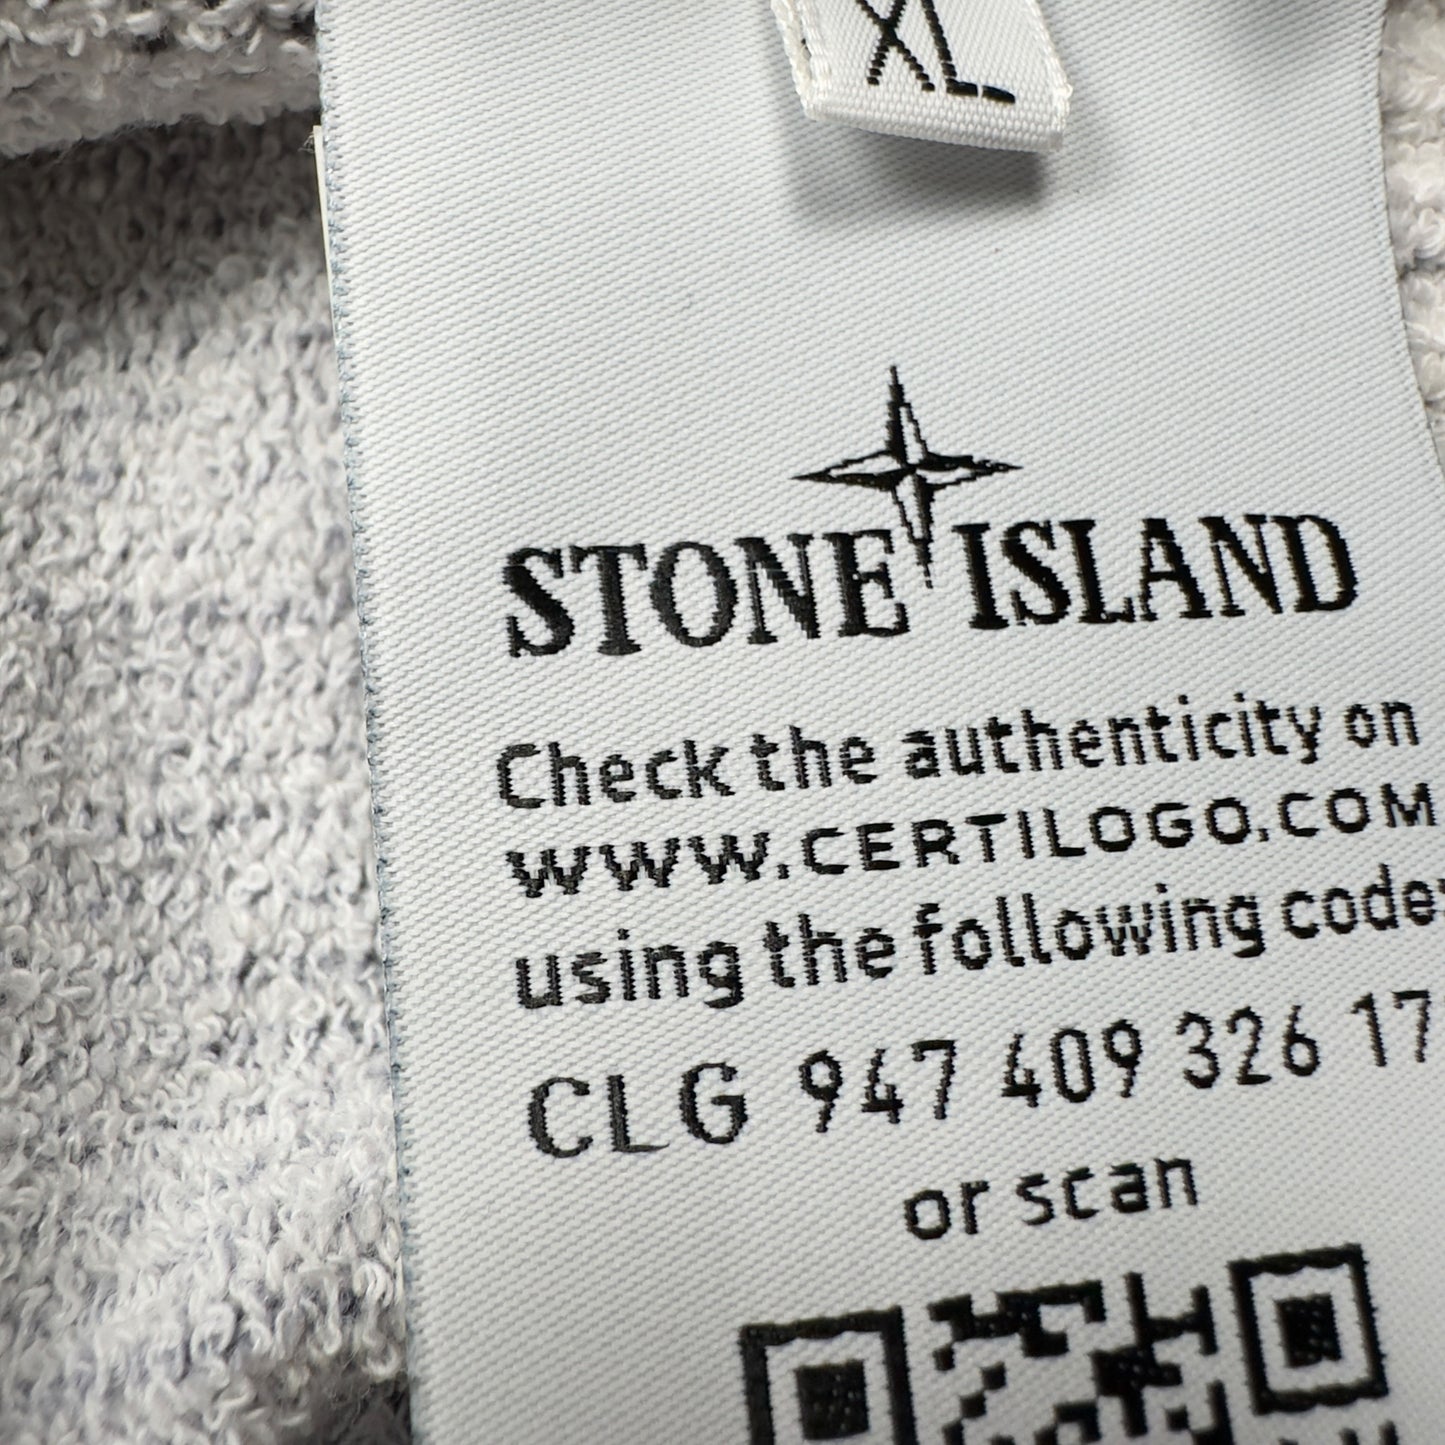 XL
STONE ISLAND
Check the authenticity on
WWW.CERTILOGO.COM
using the following code:
CLG 947 409 326 17
or scan